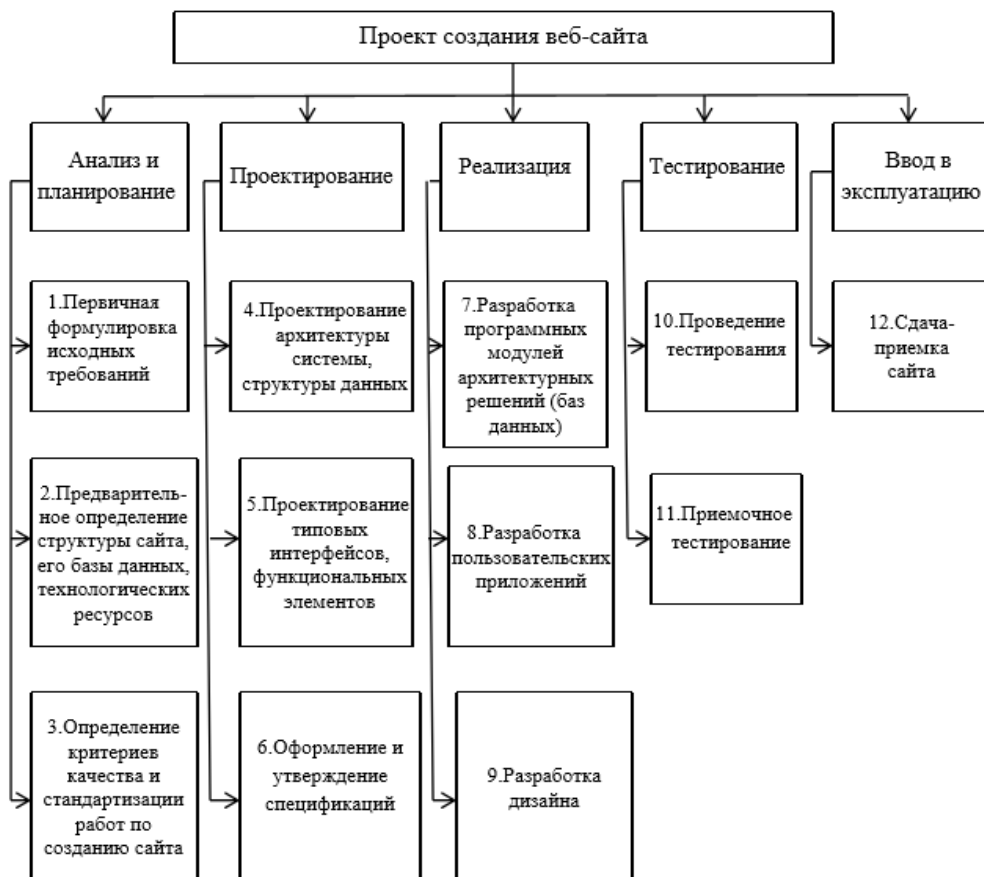 Проект создания веб-сайта
Анализ и
планирование
Проектирование
Реализация
Тестирование
Ввод в
эксплуатацию
1.Первичная
формулировка
исходных
требований
4.Проектирование
архитектуры
системы,
структуры данных
7.Разработка
программных
модулей
архитектурных
решений (баз
данных)
10.Проведение
тестирования
12.Сдача-
приемка
сайта
2.Предваритель-
ное определение
структуры сайта,
его базы данных,
технологических
ресурсов
5.Проектирование
типовых
интерфейсов,
функциональных
элементов
8.Разработка
пользовательских
приложений
11.Приемочное
тестирование
3.Определение
критериев
качества и
стандартизации
работ по
созданию сайта
6.Оформление и
утверждение
спецификаций
9.Разработка
дизайна